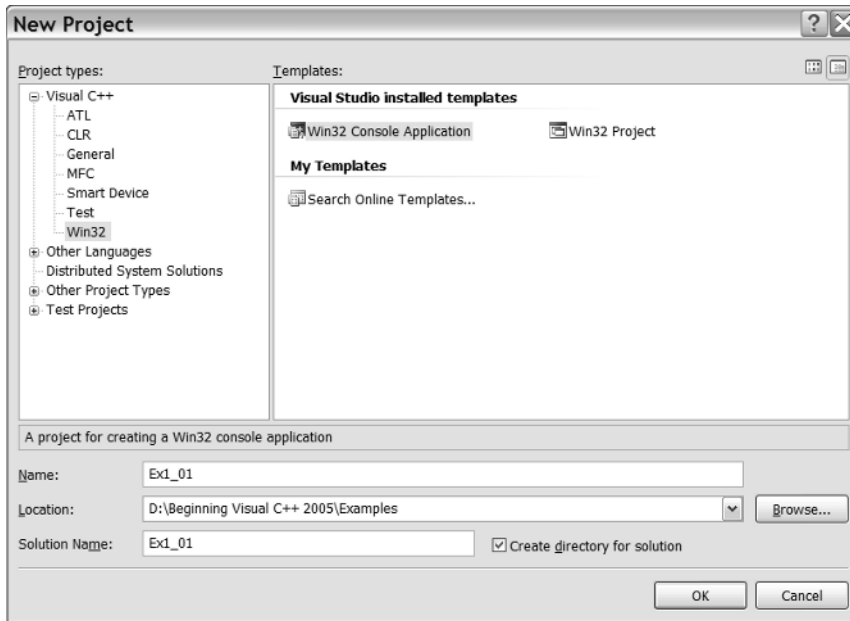 New Project
Project types:
Templates:
Visual C++
ATL
CLR
General
MFC
Smart Device
Test
Win32
Other Languages
Distributed System Solutions
Other Project Types
Test Projects
Visual Studio installed templates
Win32 Console Application
Win32 Project
My Templates
Search Online Templates...
A project for creating a Win32 console application
Name:
Ex1_01
Location:
D:\Beginning Visual C++ 2005\Examples
Browse...
Solution Name:
Ex1_01
Create directory for solution
OK
Cancel